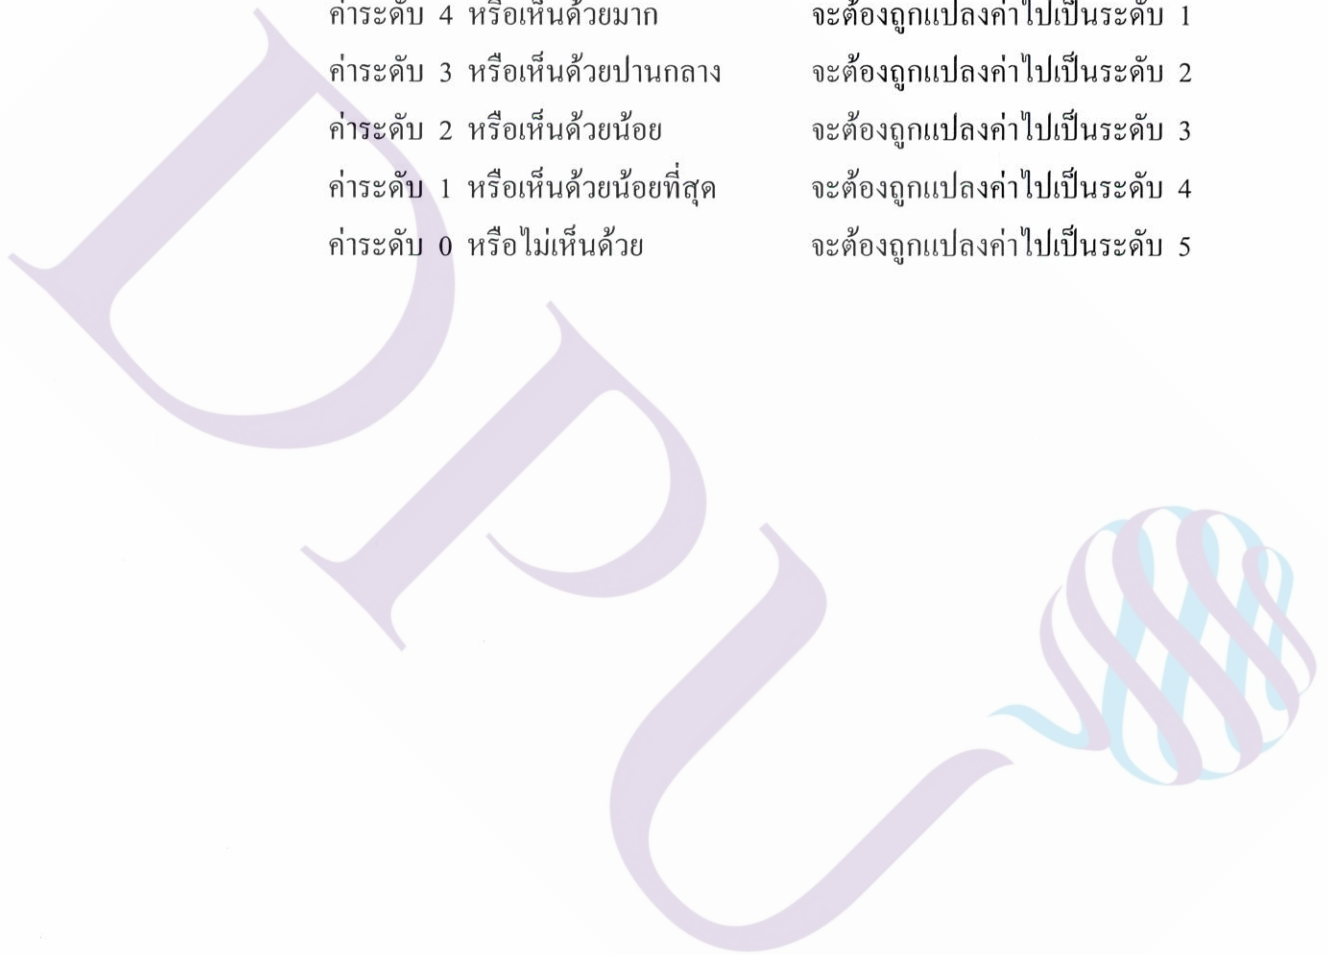 ค่าระดับ 4 หรือเห็นด้วยมาก จะต้องถูกแปลงค่าไปเป็นระดับ 1
ค่าระดับ 3 หรือเห็นด้วยปานกลาง จะต้องถูกแปลงค่าไปเป็นระดับ 2
ค่าระดับ 2 หรือเห็นด้วยน้อย จะต้องถูกแปลงค่าไปเป็นระดับ 3
ค่าระดับ 1 หรือเห็นด้วยน้อยที่สุด จะต้องถูกแปลงค่าไปเป็นระดับ 4
ค่าระดับ 0 หรือไม่เห็นด้วย จะต้องถูกแปลงค่าไปเป็นระดับ 5
DPU